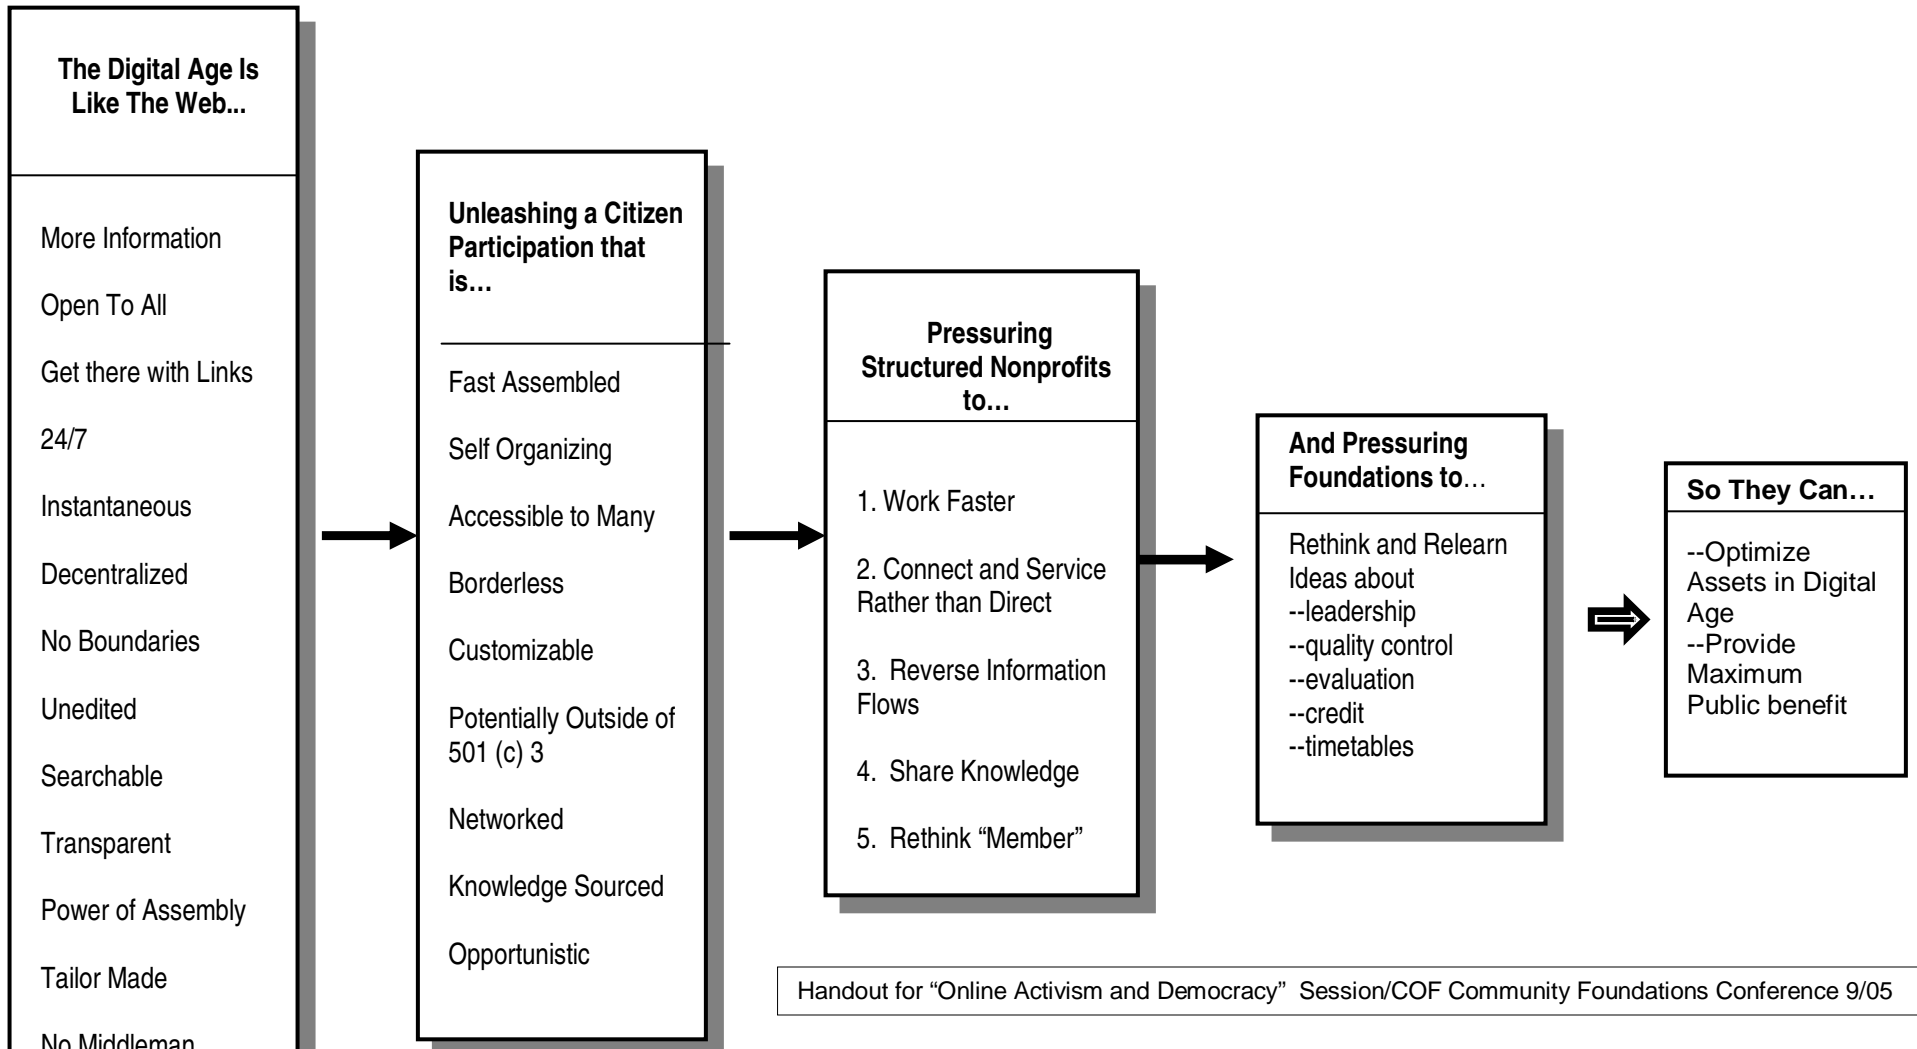 The Digital Age Is
Like The Web...
More Information
Open To All
Get there with Links
24/7
Instantaneous
Decentralized
No Boundaries
Unedited
Searchable
Transparent
Power of Assembly
Tailor Made
No Middleman
Unleashing a Citizen
Participation that
is…
Fast Assembled
Self Organizing
Accessible to Many
Borderless
Customizable
Potentially Outside of
501 (c) 3
Networked
Knowledge Sourced
Opportunistic
Pressuring
Structured Nonprofits
to…
1. Work Faster
2. Connect and Service
Rather than Direct
3. Reverse Information
Flows
4. Share Knowledge
5. Rethink “Member”
And Pressuring
Foundations to…
Rethink and Relearn
Ideas about
--leadership
--quality control
--evaluation
--credit
--timetables
So They Can…
--Optimize
Assets in Digital
Age
--Provide
Maximum
Public benefit
Handout for “Online Activism and Democracy” Session/COF Community Foundations Conference 9/05